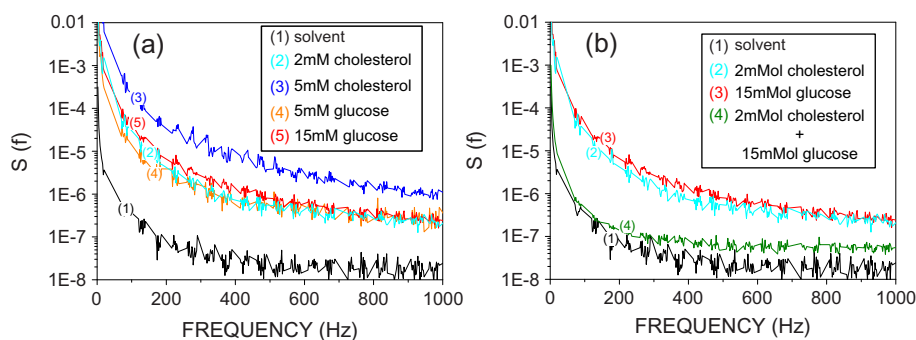 (a)
(1) solvent
(2) 2mM cholesterol
(3) 5mM cholesterol
(4) 5mM glucose
(5) 15mM glucose
(3)
(5)
(2)
(4)
(1)
S (f)
0.01
1E-3
1E-4
1E-5
1E-6
1E-7
1E-8
0 200 400 600 800 1000
FREQUENCY (Hz)
(b)
(1) solvent
(2) 2mMol cholesterol
(3) 15mMol glucose
(4) 2mMol cholesterol
+
15mMol glucose
(3)
(2)
(4)
(1)
S (f)
0.01
1E-3
1E-4
1E-5
1E-6
1E-7
1E-8
0 200 400 600 800 1000
FREQUENCY (Hz)